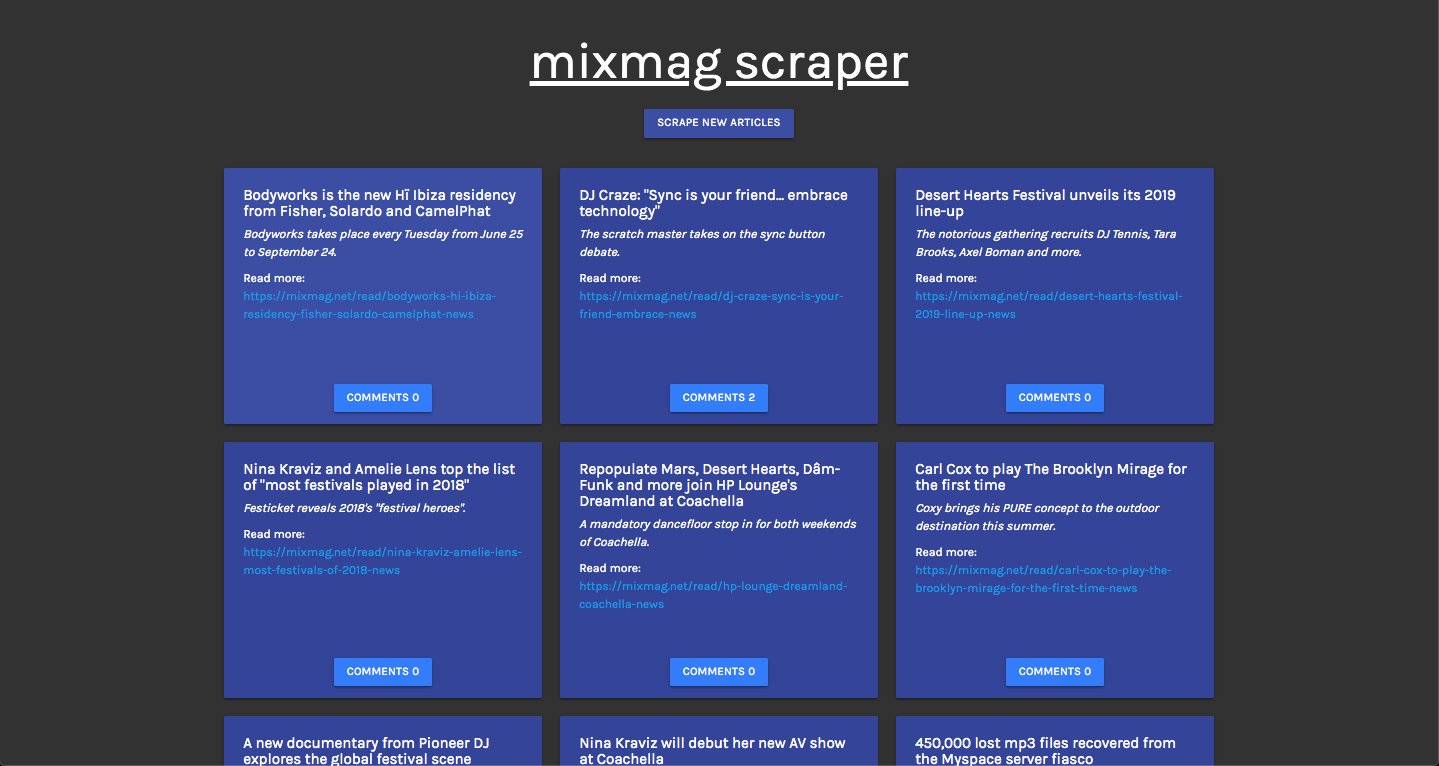 mixmag scraper
SCRAPE NEW ARTICLES
Bodyworks is the new Hï Ibiza residency
from Fisher, Solardo and CamelPhat
Bodyworks takes place every Tuesday from June 25
to September 24.
Read more:
https://mixmag.net/read/bodyworks-hi-ibiza-
residency-fisher-solardo-camelphat-news
COMMENTS 0
DJ Craze: "Sync is your friend... embrace
technology"
The scratch master takes on the sync button
debate.
Read more:
https://mixmag.net/read/dj-craze-sync-is-your-
friend-embrace-news
COMMENTS 2
Desert Hearts Festival unveils its 2019
line-up
The notorious gathering recruits DJ Tennis, Tara
Brooks, Axel Boman and more.
Read more:
https://mixmag.net/read/desert-hearts-festival-
2019-line-up-news
COMMENTS 0
Nina Kraviz and Amelie Lens top the list
of "most festivals played in 2018"
Festicket reveals 2018's "festival heroes".
Read more:
https://mixmag.net/read/nina-kraviz-amelie-lens-
most-festivals-of-2018-news
COMMENTS 0
Repopulate Mars, Desert Hearts, Dâm-
Funk and more join HP Lounge's
Dreamland at Coachella
A mandatory dancefloor stop in for both weekends
of Coachella.
Read more:
https://mixmag.net/read/hp-lounge-dreamland-
coachella-news
COMMENTS 0
Carl Cox to play The Brooklyn Mirage for
the first time
Coxy brings his PURE concept to the outdoor
destination this summer.
Read more:
https://mixmag.net/read/carl-cox-to-play-the-
brooklyn-mirage-for-the-first-time-news
COMMENTS 0
A new documentary from Pioneer DJ
explores the global festival scene
Nina Kraviz will debut her new AV show
at Coachella
450,000 lost mp3 files recovered from
the Myspace server fiasco